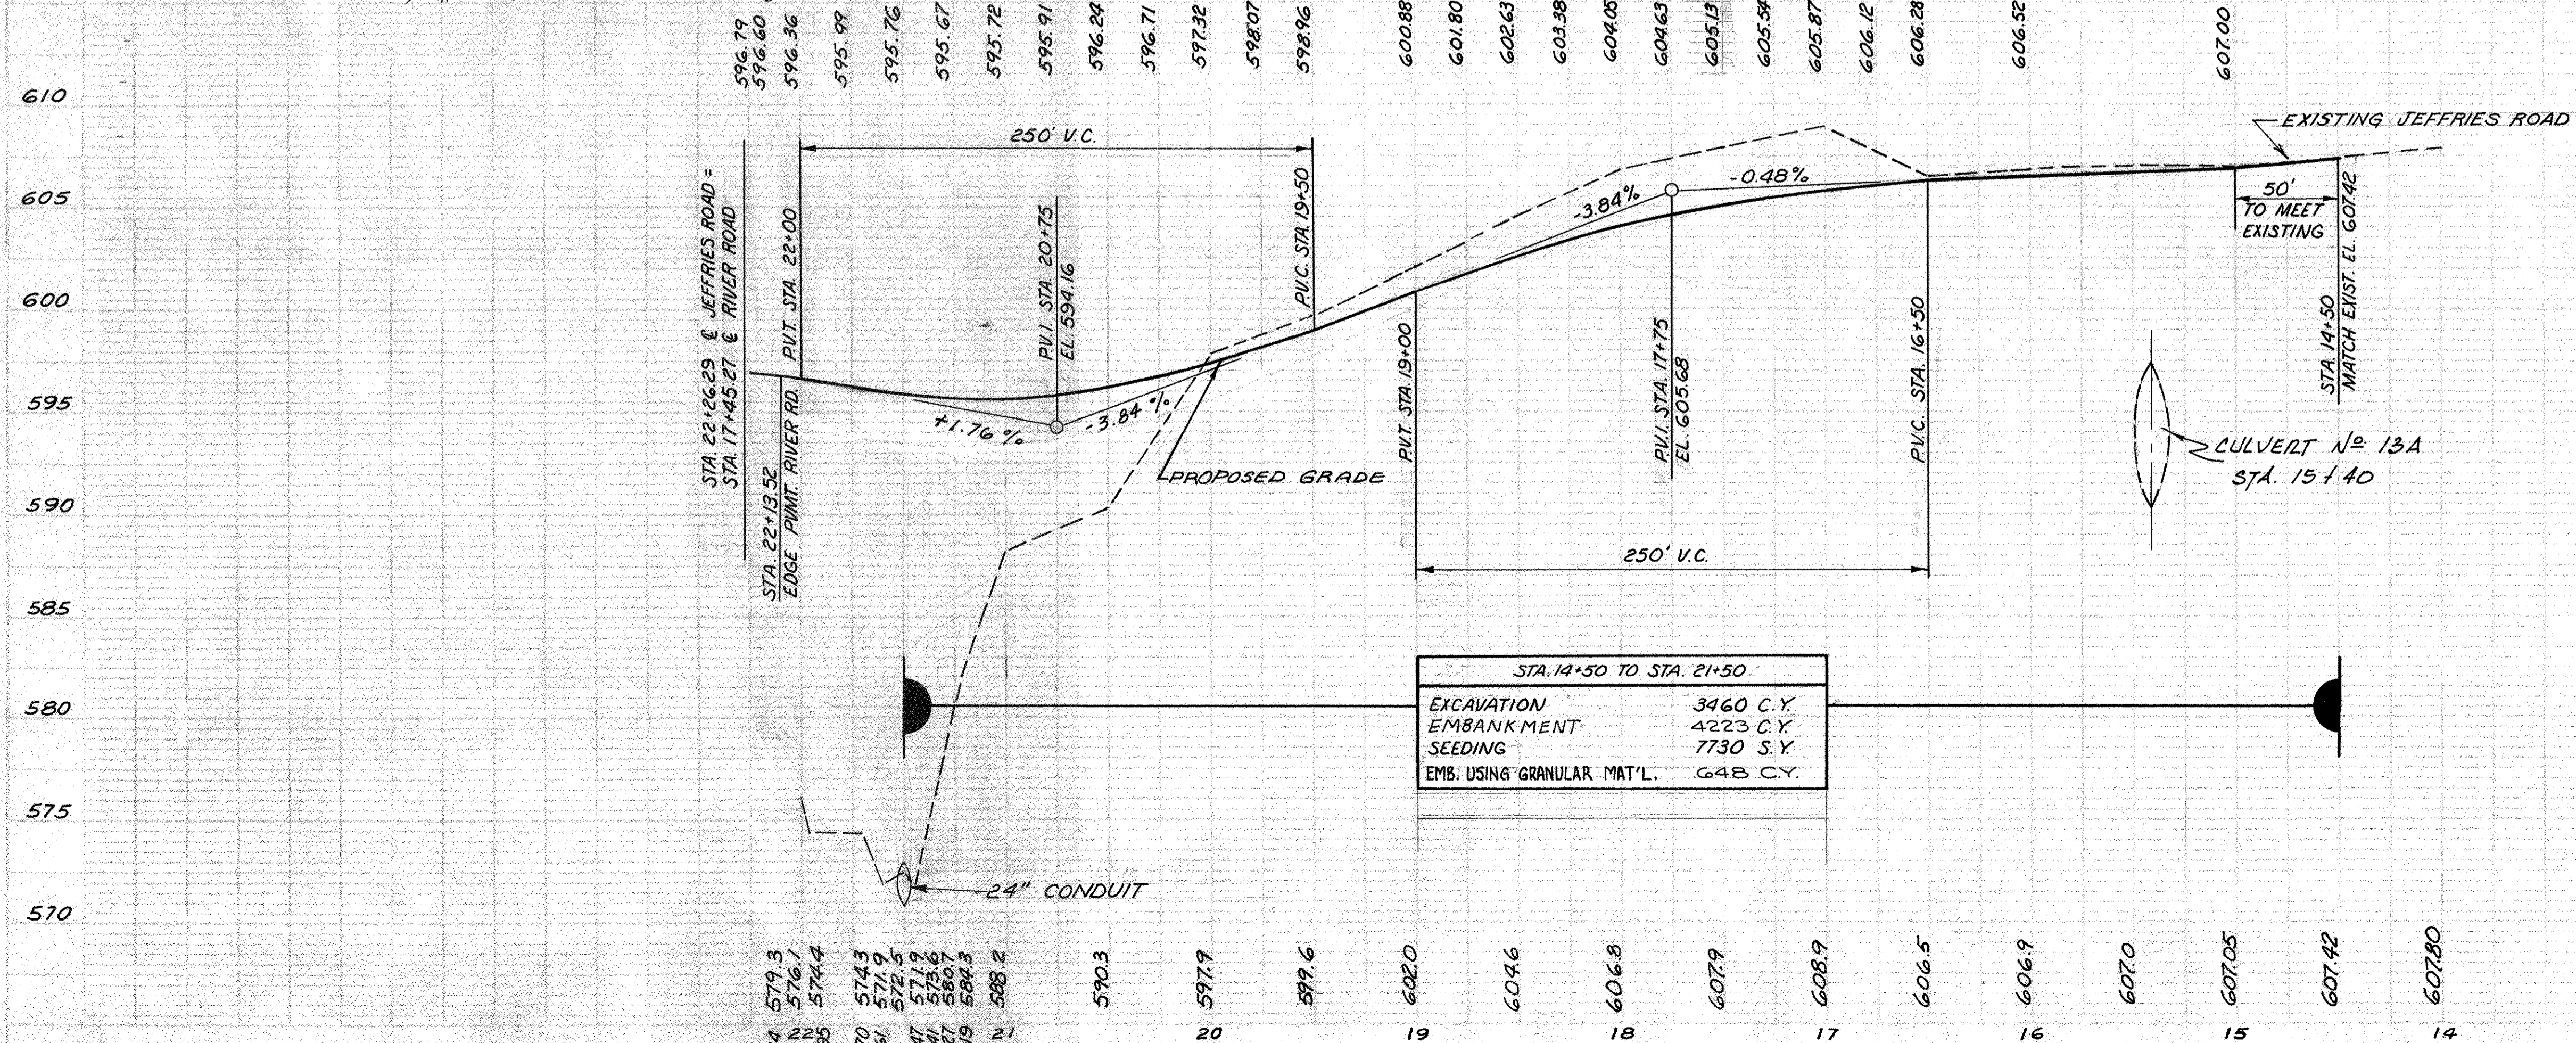 596.79
596.60
596.36
595.99
595.76
595.67
595.72
595.91
596.24
596.71
597.32
598.07
598.96
600.88
601.80
602.63
603.38
604.05
604.63
605.13
605.54
605.87
606.12
606.28
606.52
607.00
610
605
600
595
590
585
580
575
570
STA. 22+26.29 ℄ JEFFRIES ROAD =
STA. 17+45.27 ℄ RIVER ROAD
STA. 22+13.52
EDGE PVMT. RIVER RD.
P.V.T. STA. 22+00
250' V.C.
P.V.I. STA. 20+75
EL. 594.16
+1.76 %
-3.84 %
P.V.C. STA. 19+50
PROPOSED GRADE
P.V.T. STA. 19+00
-3.84%
-0.48%
P.V.I. STA. 17+75
EL. 605.68
P.V.C. STA. 16+50
250' V.C.
EXISTING JEFFRIES ROAD
50'
TO MEET
EXISTING
STA. 14+50
MATCH EXIST. EL. 607.42
CULVERT Nº 13A
STA. 15+40
STA. 14+50 TO STA. 21+50
EXCAVATION 3460 C.Y.
EMBANKMENT 4223 C.Y.
SEEDING 7730 S.Y.
EMB. USING GRANULAR MAT'L. 648 C.Y.
24" CONDUIT
579.3
576.1
574.4
574.3
571.9
572.5
571.9
573.6
580.7
584.3
588.2
590.3
597.9
599.6
602.0
604.6
606.8
607.9
608.9
606.5
606.9
607.0
607.05
607.42
607.80
22
21
20
19
18
17
16
15
14